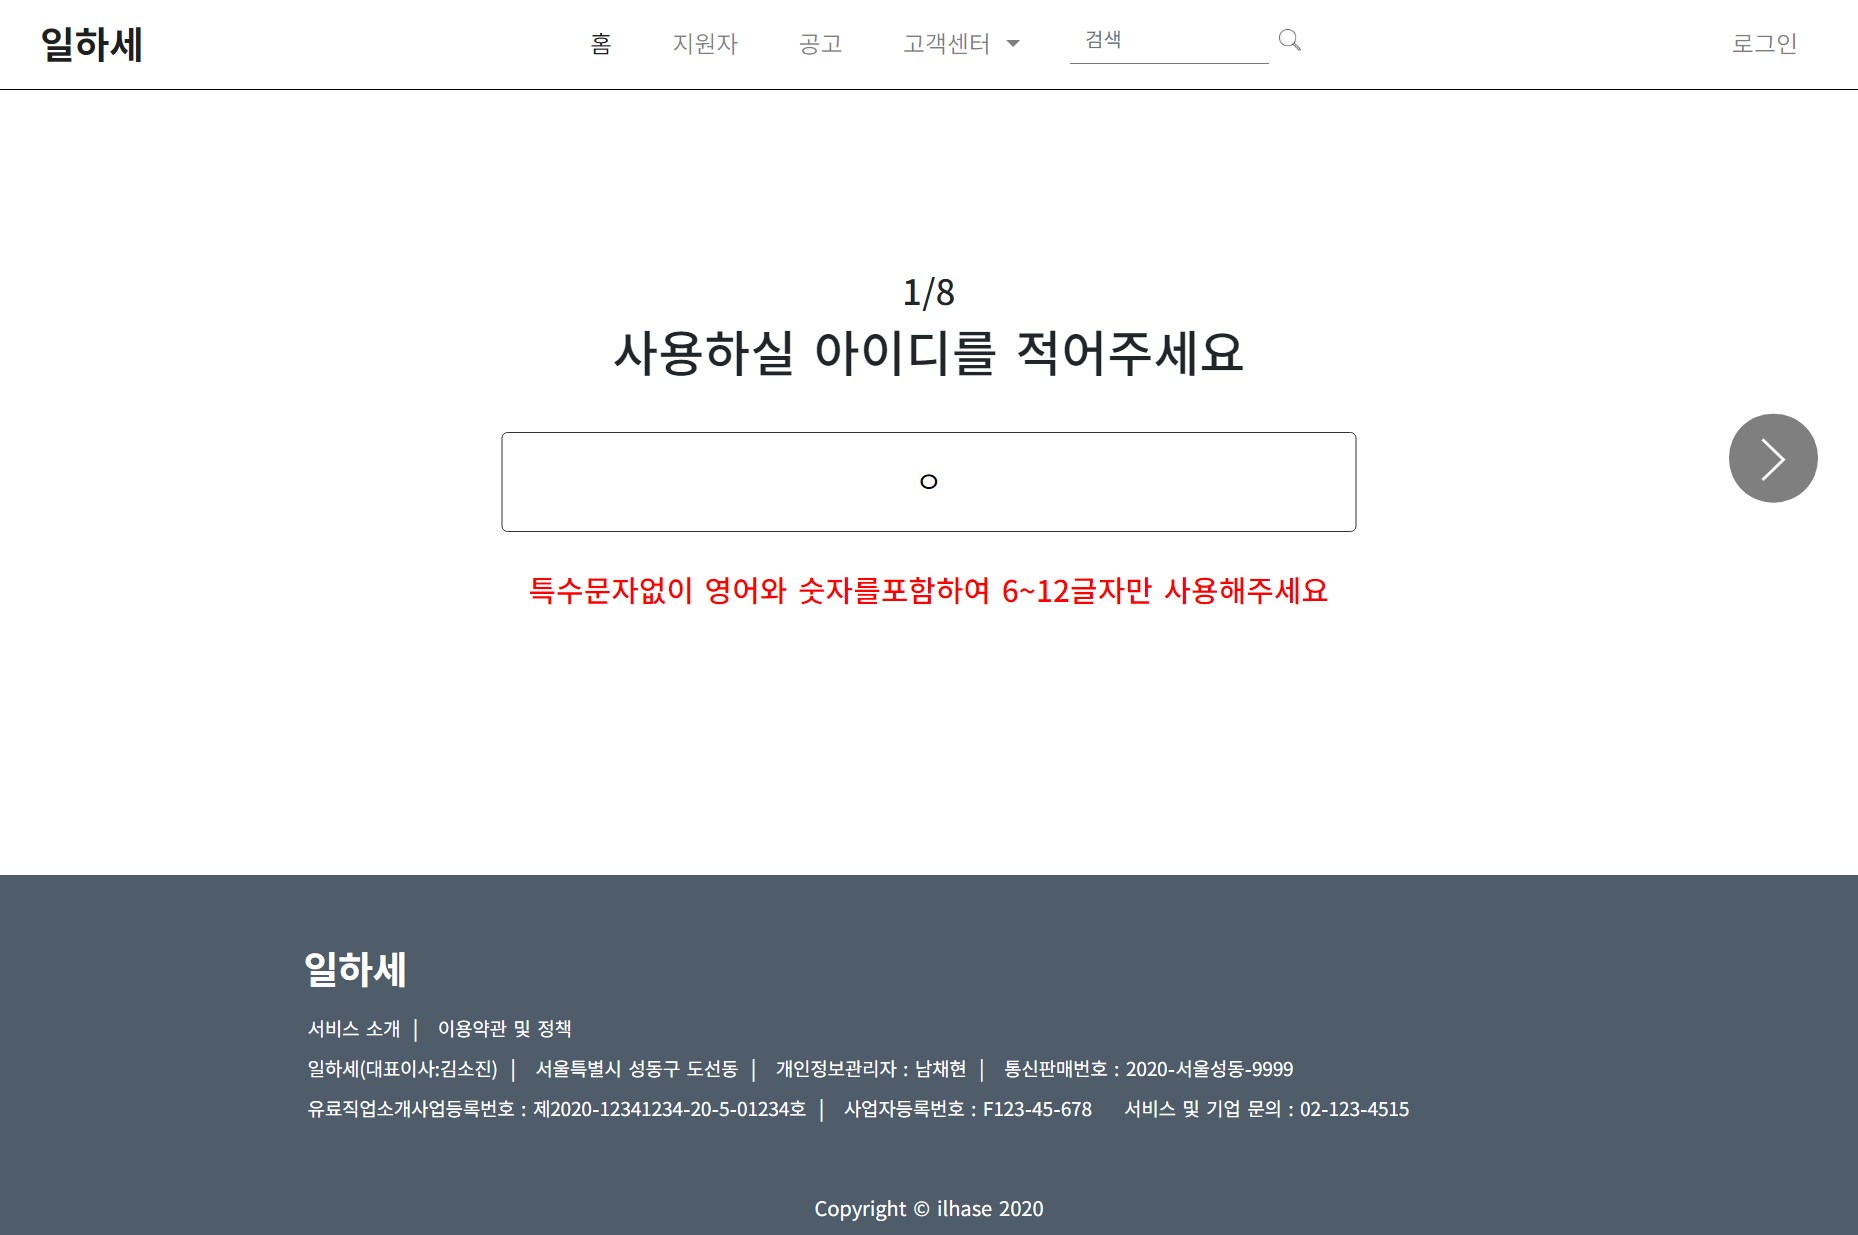 일하세
홈 지원자 공고 고객센터 검색 로그인
1/8
사용하실 아이디를 적어주세요
ㅇ
특수문자없이 영어와 숫자를포함하여 6~12글자만 사용해주세요
일하세
서비스 소개 | 이용약관 및 정책
일하세(대표이사:김소진) | 서울특별시 성동구 도선동 | 개인정보관리자 : 남채현 | 통신판매번호 : 2020-서울성동-9999
유료직업소개사업등록번호 : 제2020-12341234-20-5-01234호 | 사업자등록번호 : F123-45-678 서비스 및 기업 문의 : 02-123-4515
Copyright © ilhase 2020